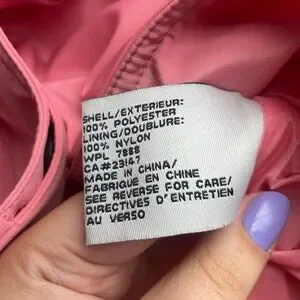 SHELL/EXTERIEUR:
100% POLYESTER
LINING/DOUBLURE:
100% NYLON
WPL 7888
CA#23147
MADE IN CHINA/
FABRIQUE EN CHINE
SEE REVERSE FOR CARE/
DIRECTIVES D'ENTRETIEN
AU VERSO